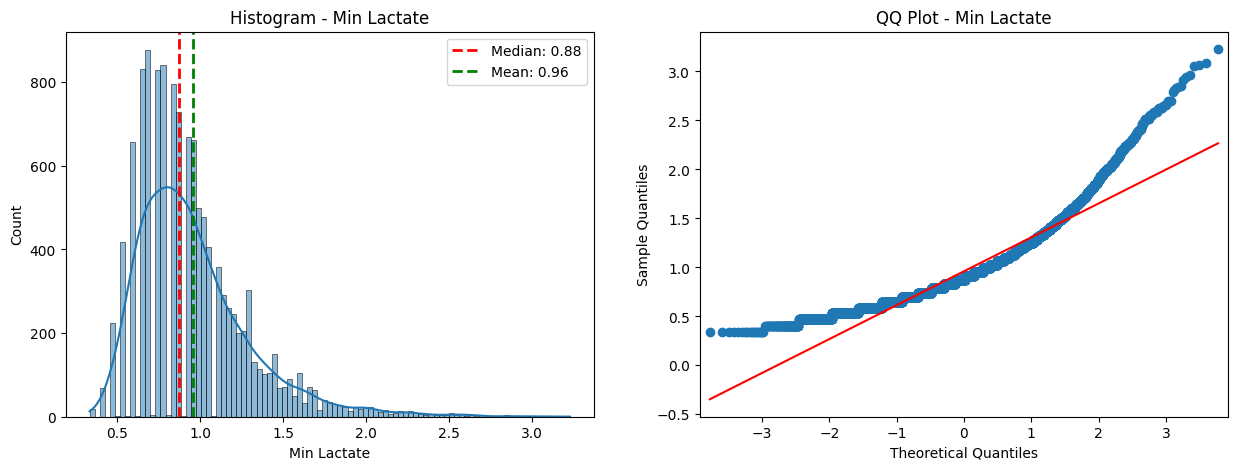 Histogram - Min Lactate
Median: 0.88
Mean: 0.96
Count
800
600
400
200
0
0.5 1.0 1.5 2.0 2.5 3.0
Min Lactate
QQ Plot - Min Lactate
Sample Quantiles
3.0
2.5
2.0
1.5
1.0
0.5
0.0
−0.5
−3 −2 −1 0 1 2 3
Theoretical Quantiles